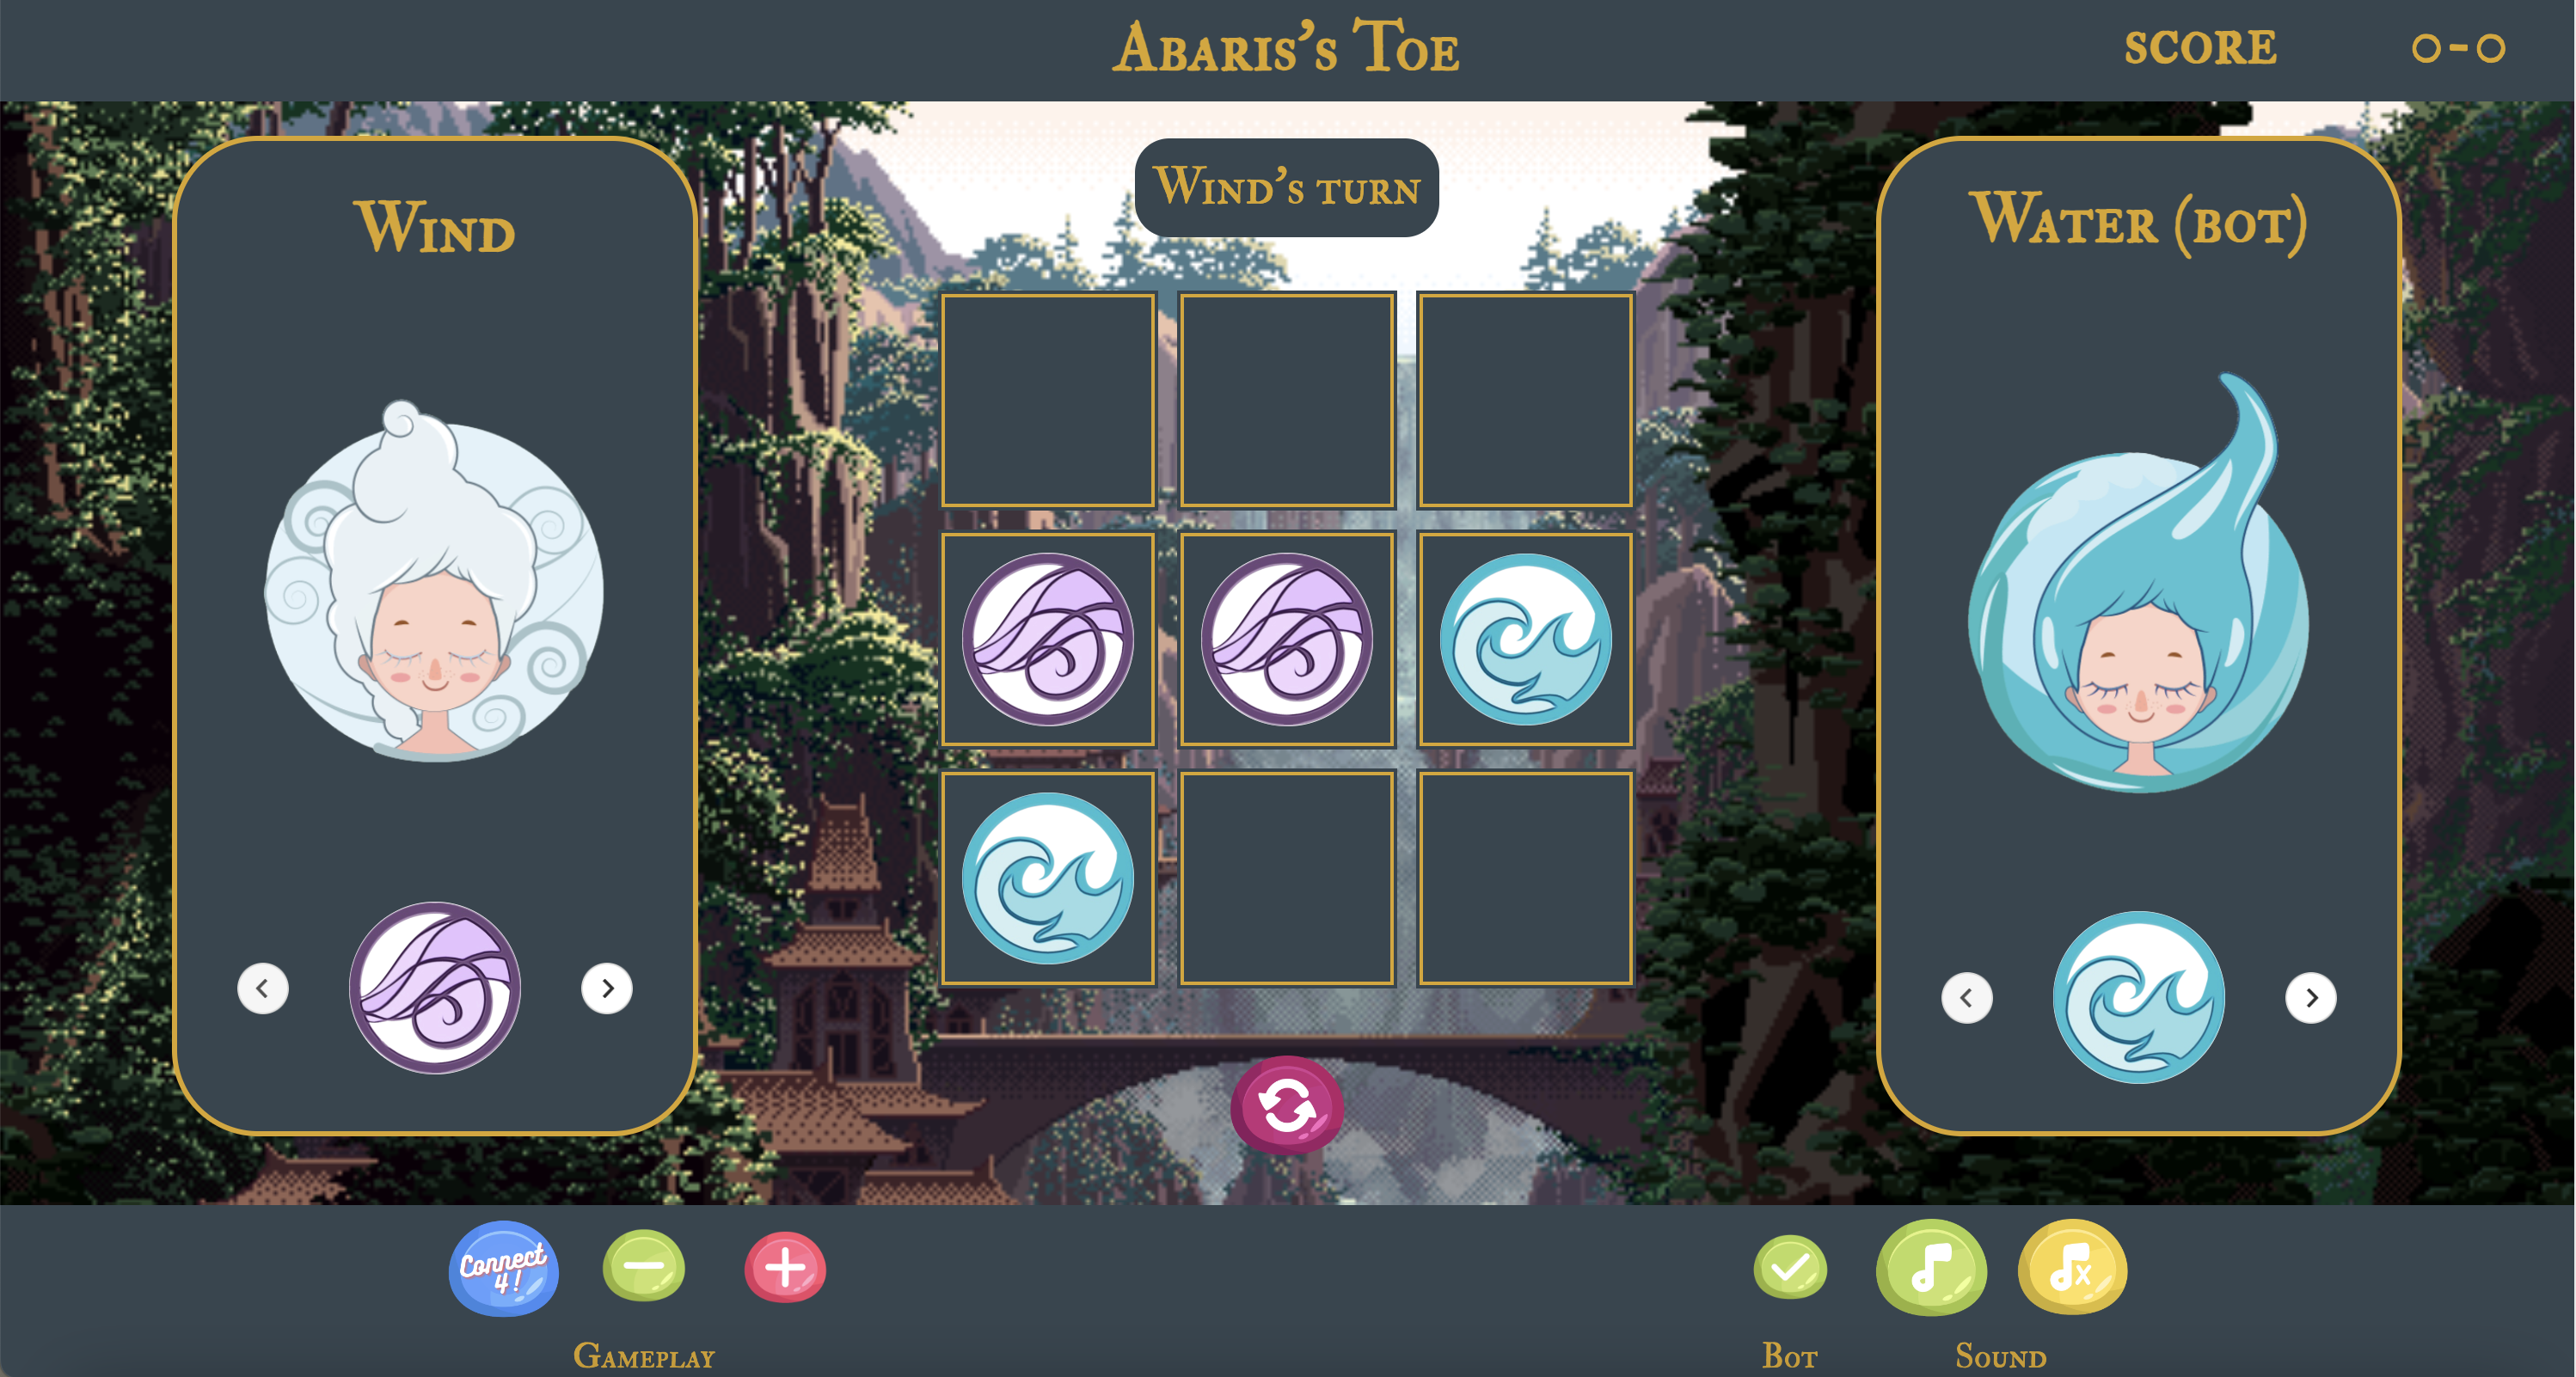 Abaris's Toe
SCORE 0-0
Wind's turn
Wind
Water (bot)
Connect
4!
Gameplay
Bot
Sound